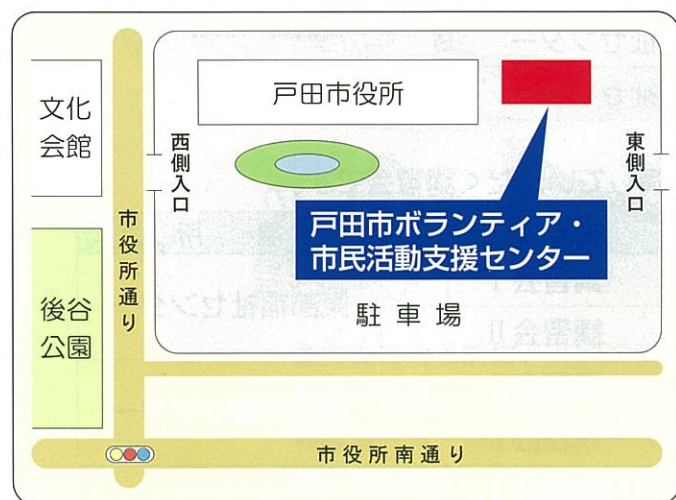 文化
会館
戸田市役所
西側入口
東側入口
戸田市ボランティア・
市民活動支援センター
市役所通り
後谷
公園
駐車場
市役所南通り